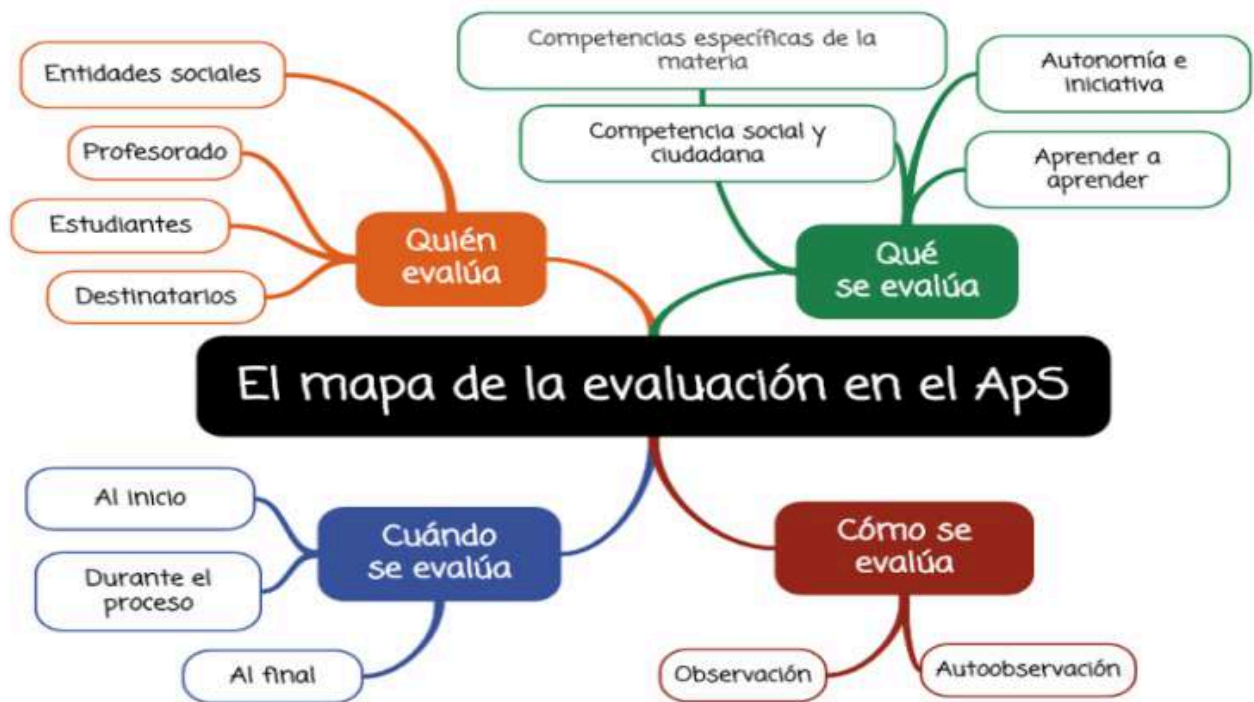 Competencias específicas de la
materia
Entidades sociales
Autonomía e
iniciativa
Profesorado
Competencia social y
ciudadana
Aprender a
aprender
Estudiantes
Quién
evalúa
Qué
se evalúa
Destinatarios
El mapa de la evaluación en el ApS
Al inicio
Cuándo
se evalúa
Cómo se
evalúa
Durante el
proceso
Al final
Observación
Autoobservación